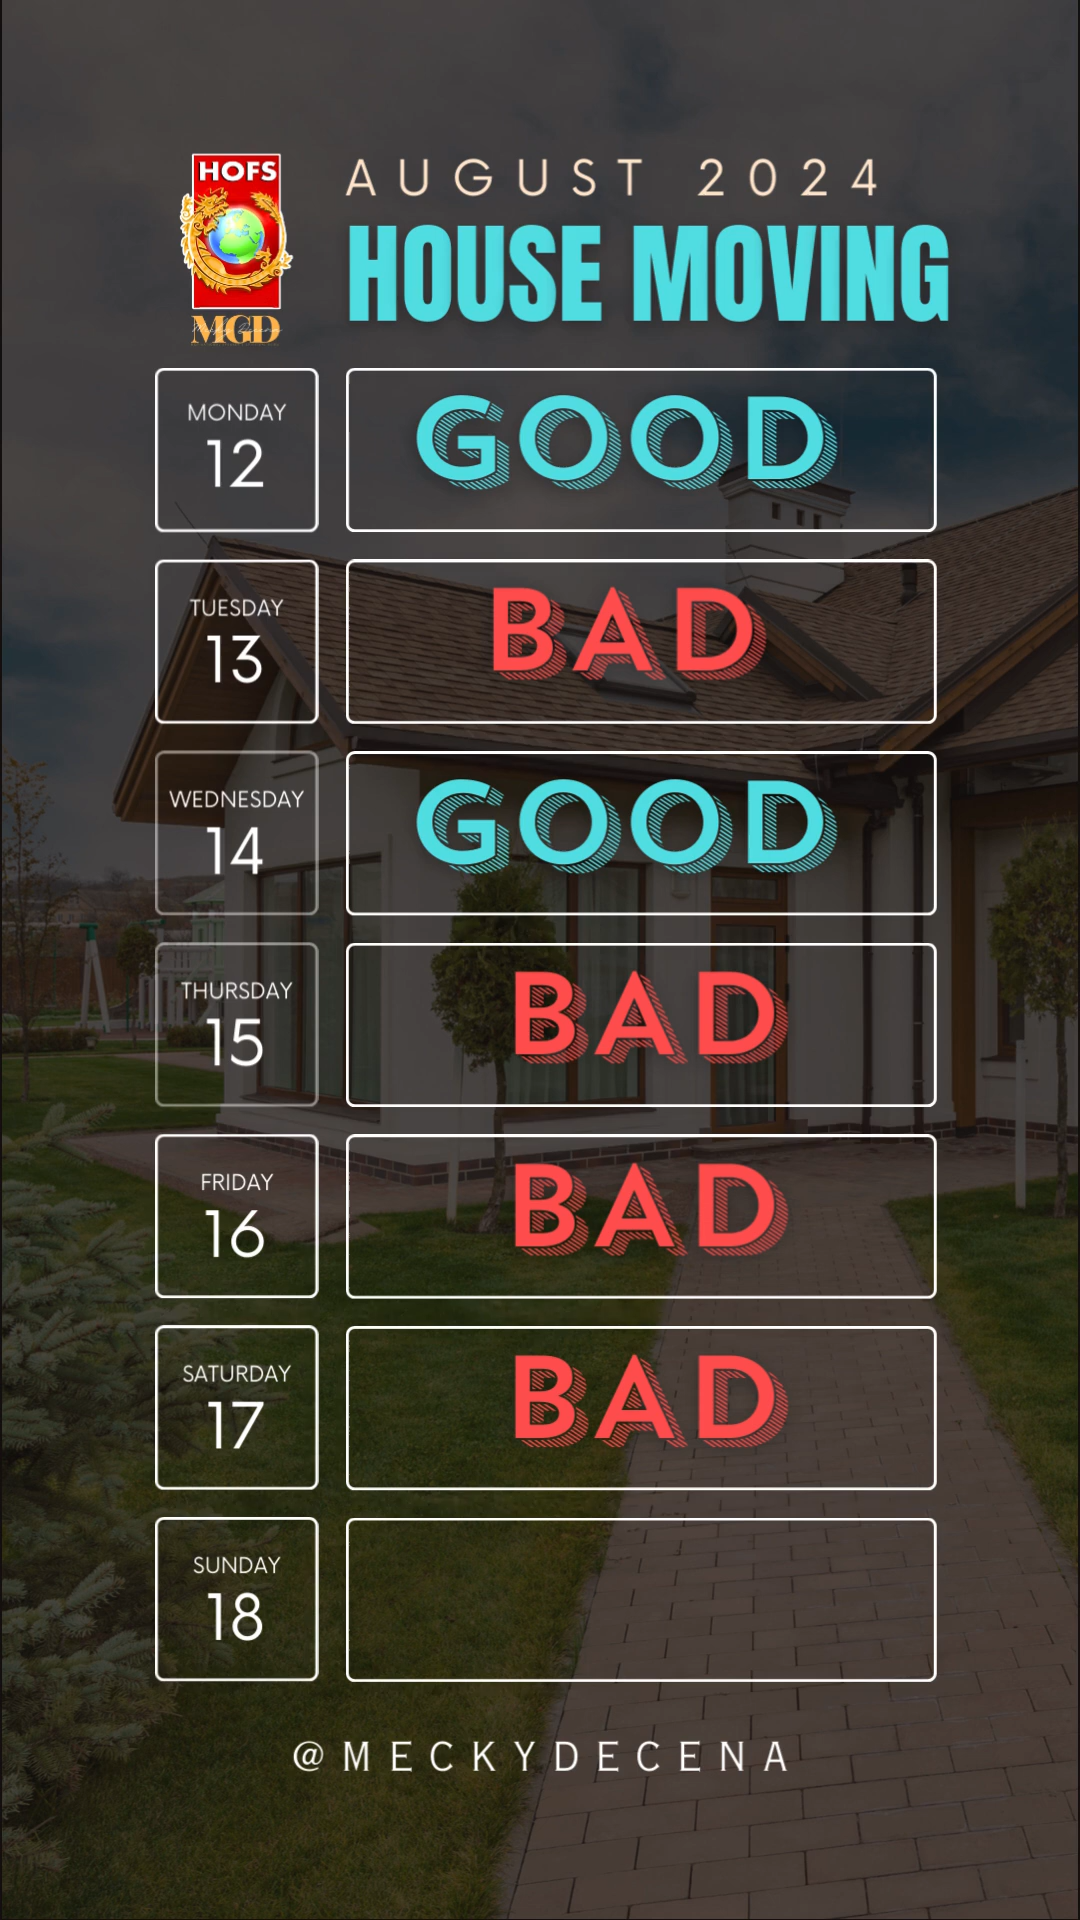 HOFS
MGD
AUGUST 2024
HOUSE MOVING
MONDAY
12
GOOD
TUESDAY
13
BAD
WEDNESDAY
14
GOOD
THURSDAY
15
BAD
FRIDAY
16
BAD
SATURDAY
17
BAD
SUNDAY
18
@MECKYDECENA